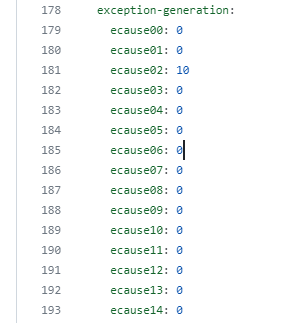 178 exception-generation:
179 ecause00: 0
180 ecause01: 0
181 ecause02: 10
182 ecause03: 0
183 ecause04: 0
184 ecause05: 0
185 ecause06: 0
186 ecause07: 0
187 ecause08: 0
188 ecause09: 0
189 ecause10: 0
190 ecause11: 0
191 ecause12: 0
192 ecause13: 0
193 ecause14: 0